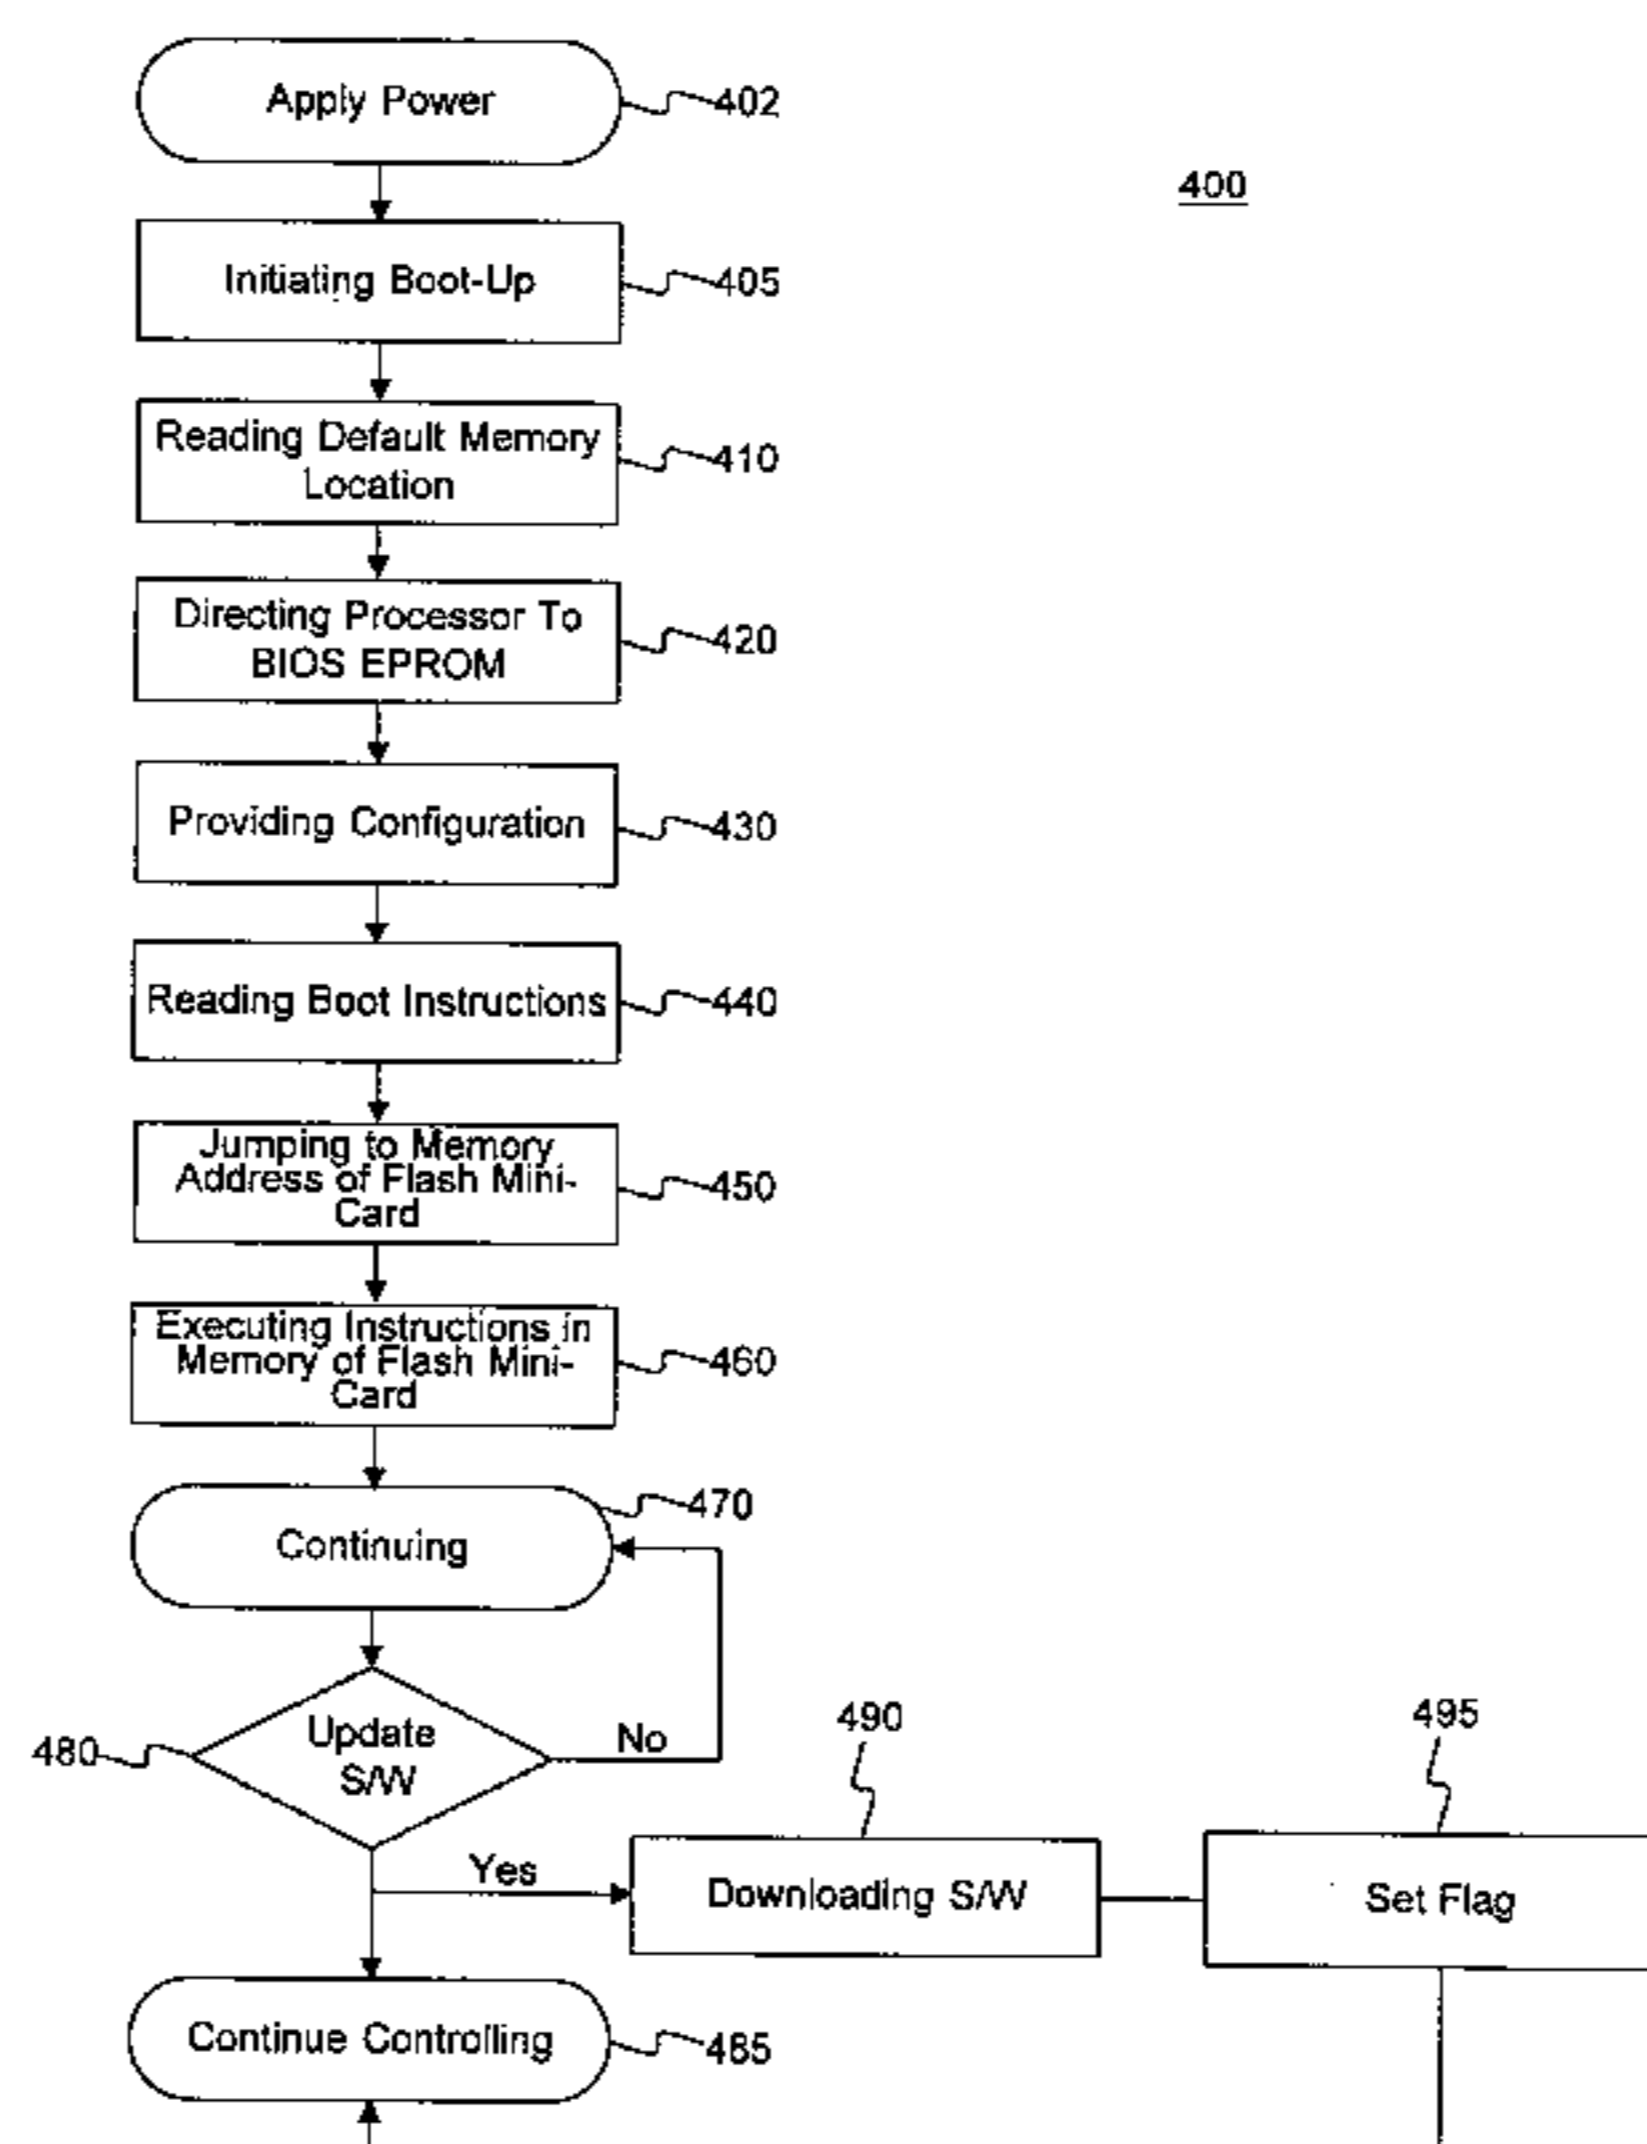 Apply Power
402
400
Initiating Boot-Up
405
Reading Default Memory
Location
410
Directing Processor To
BIOS EPROM
420
Providing Configuration
430
Reading Boot Instructions
440
Jumping to Memory
Address of Flash Mini-
Card
450
Executing Instructions in
Memory of Flash Mini-
Card
460
470
Continuing
480
Update
S/W
No
490
495
Yes
Downloading S/W
Set Flag
Continue Controlling
485